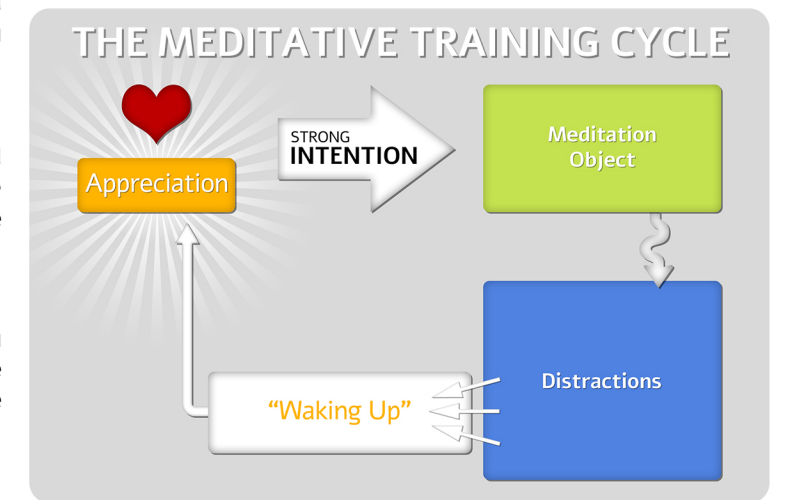 THE MEDITATIVE TRAINING CYCLE
Appreciation
STRONG
INTENTION
Meditation
Object
Distractions
“Waking Up”